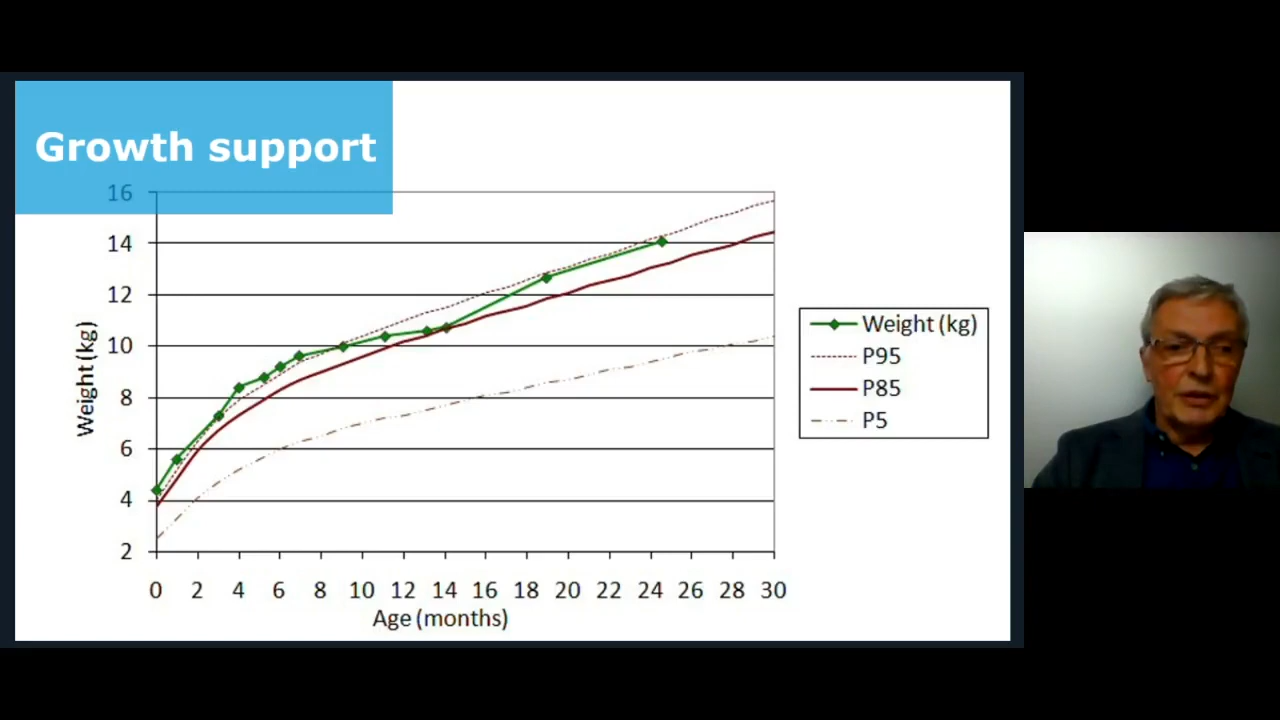 Growth support
16
14
12
10
8
6
4
2
Weight (kg)
0 2 4 6 8 10 12 14 16 18 20 22 24 26 28 30
Age (months)
Weight (kg)
P95
P85
P5